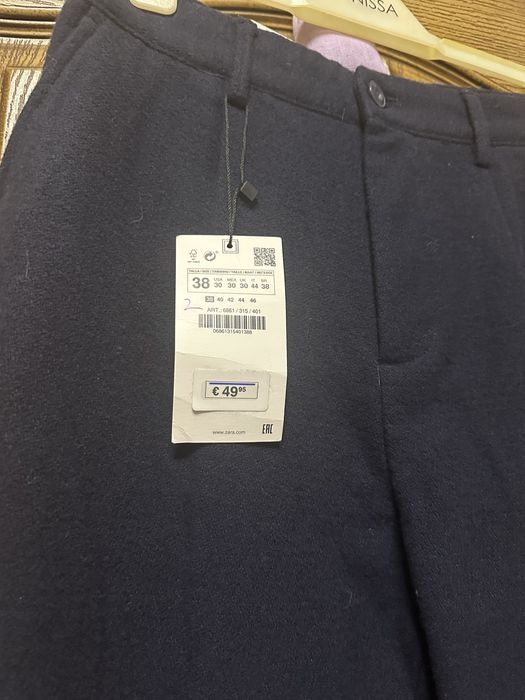 NISSA
TALLA / SIZE / TAMANHO / TAILLE / MAAT / METŪOŠE
38
USA MEX UK IT BR
30 30 30 44 38
38 40 42 44 46
2
ART.: 6861 / 315 / 401
06861315401388
€ 49 95
www.zara.com
EAC